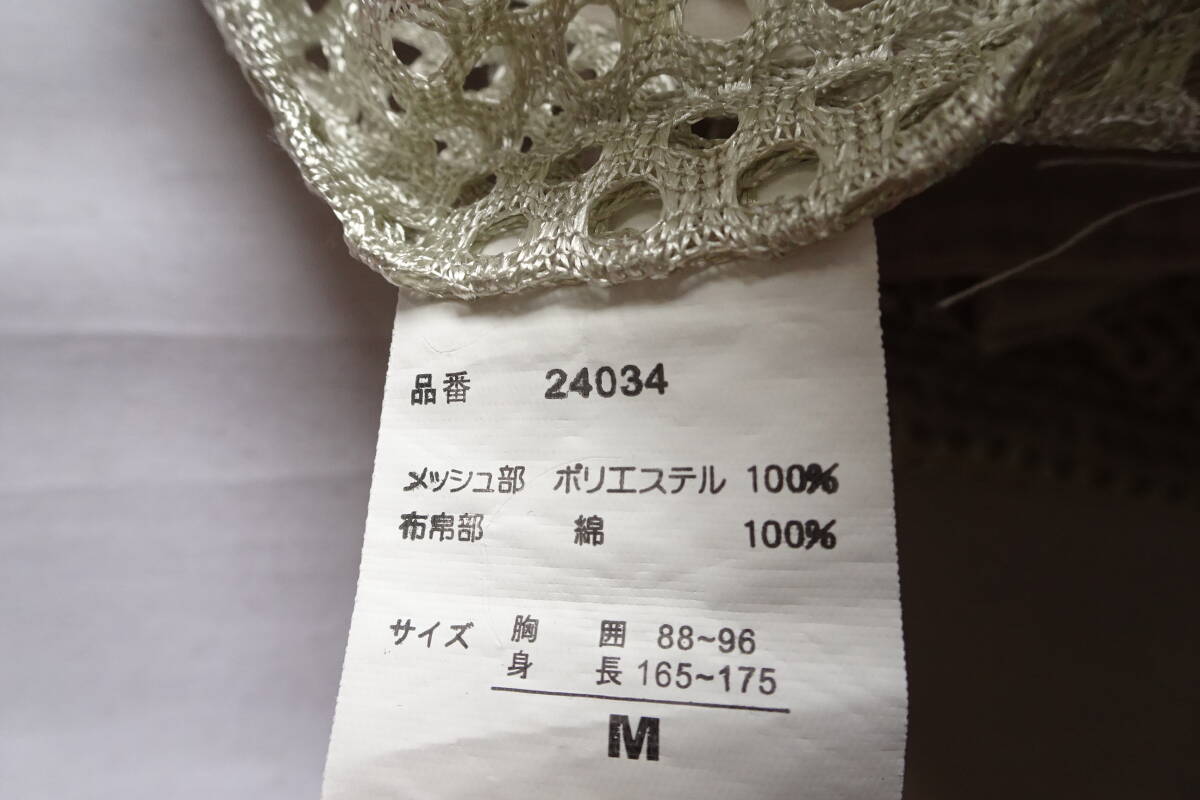 品番 24034
メッシュ部 ポリエステル 100%
布帛部 綿 100%
サイズ 胸 囲 88~96
身 長 165~175
M